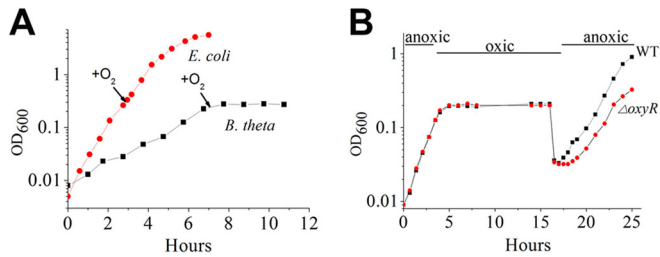 A
E. coli
+O2
+O2
B. theta
OD600
1
0.1
0.01
0 2 4 6 8 10 12
Hours
B
anoxic oxic anoxic
WT
ΔoxyR
OD600
1
0.1
0.01
0 5 10 15 20 25
Hours